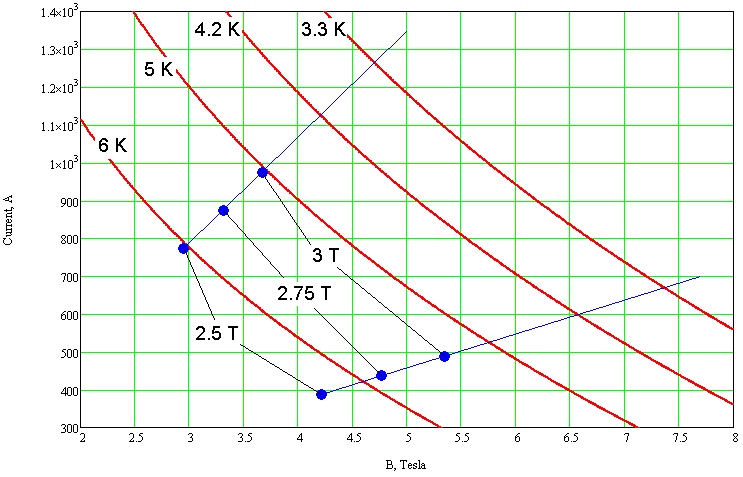 1.4×10³
1.3×10³
1.2×10³
1.1×10³
1×10³
900
800
700
600
500
400
300
2 2.5 3 3.5 4 4.5 5 5.5 6 6.5 7 7.5 8
Current, A
B, Tesla
4.2 K
3.3 K
5 K
6 K
3 T
2.75 T
2.5 T